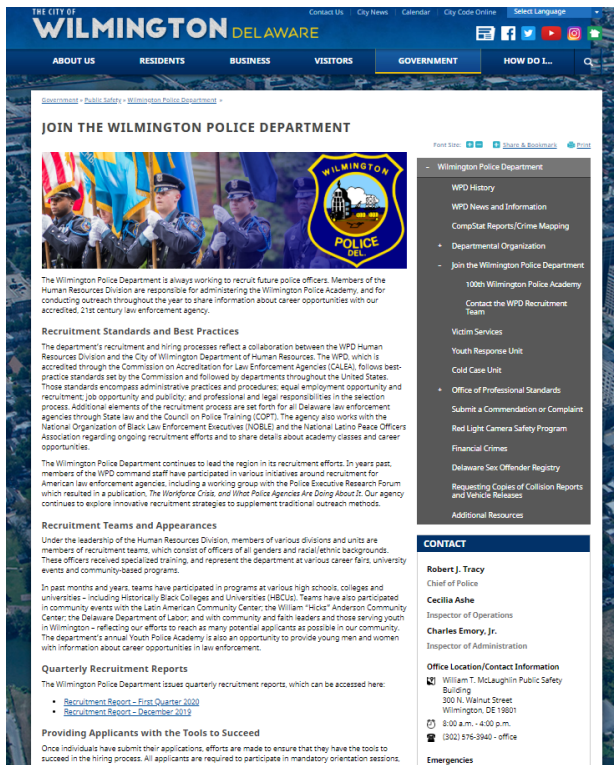 THE CITY OF
WILMINGTON DELAWARE
Contact Us
City News
Calendar
City Code Online
Select Language
ABOUT US
RESIDENTS
BUSINESS
VISITORS
GOVERNMENT
HOW DO I...
Government » Public Safety » Wilmington Police Department »
JOIN THE WILMINGTON POLICE DEPARTMENT
Font Size: + -
Share & Bookmark
Print
WILMINGTON
POLICE
DEL.
The Wilmington Police Department is always working to recruit future police officers. Members of the
Human Resources Division are responsible for administering the Wilmington Police Academy, and for
conducting outreach throughout the year to share information about career opportunities with our
accredited, 21st century law enforcement agency.
Recruitment Standards and Best Practices
The department's recruitment and hiring processes reflect a collaboration between the WPD Human
Resources Division and the City of Wilmington Department of Human Resources. The WPD, which is
accredited through the Commission on Accreditation for Law Enforcement Agencies (CALEA), follows best-
practice standards set by the Commission and followed by departments throughout the United States.
Those standards encompass administrative practices and procedures; equal employment opportunity and
recruitment; job opportunity and publicity; and professional and legal responsibilities in the selection
process. Additional elements of the recruitment process are set forth for all Delaware law enforcement
agencies through State law and the Council on Police Training (COPT). The agency also works with the
National Organization of Black Law Enforcement Executives (NOBLE) and the National Latino Peace Officers
Association regarding ongoing recruitment efforts and to share details about academy classes and career
opportunities.
The Wilmington Police Department continues to lead the region in its recruitment efforts. In years past,
members of the WPD command staff have participated in various initiatives around recruitment for
American law enforcement agencies, including a working group with the Police Executive Research Forum
which resulted in a publication, The Workforce Crisis, and What Police Agencies Are Doing About It. Our agency
continues to explore innovative recruitment strategies to supplement traditional outreach methods.
Recruitment Teams and Appearances
Under the leadership of the Human Resources Division, members of various divisions and units are
members of recruitment teams, which consist of officers of all genders and racial/ethnic backgrounds.
These officers received specialized training, and represent the department at various career fairs, university
events and community-based programs.
In past months and years, teams have participated in programs at various high schools, colleges and
universities – including Historically Black Colleges and Universities (HBCUs). Teams have also participated
in community events with the Latin American Community Center; the William "Hicks" Anderson Community
Center; the Delaware Department of Labor; and with community and faith leaders and those serving youth
in Wilmington – reflecting our efforts to reach as many potential applicants as possible in our community.
The department's annual Youth Police Academy is also an opportunity to provide young men and women
with information about career opportunities in law enforcement.
Quarterly Recruitment Reports
The Wilmington Police Department issues quarterly recruitment reports, which can be accessed here:
• Recruitment Report – First Quarter 2020
• Recruitment Report – December 2019
Providing Applicants with the Tools to Succeed
Once individuals have submit their applications, efforts are made to ensure that they have the tools to
succeed in the hiring process. All applicants are required to participate in mandatory orientation sessions,
- Wilmington Police Department
WPD History
WPD News and Information
CompStat Reports/Crime Mapping
+ Departmental Organization
- Join the Wilmington Police Department
100th Wilmington Police Academy
Contact the WPD Recruitment
Team
Victim Services
Youth Response Unit
Cold Case Unit
+ Office of Professional Standards
Submit a Commendation or Complaint
Red Light Camera Safety Program
Financial Crimes
Delaware Sex Offender Registry
Requesting Copies of Collision Reports
and Vehicle Releases
Additional Resources
CONTACT
Robert J. Tracy
Chief of Police
Cecilia Ashe
Inspector of Operations
Charles Emory, Jr.
Inspector of Administration
Office Location/Contact Information
William T. McLaughlin Public Safety
Building
300 N. Walnut Street
Wilmington, DE 19801
8:00 a.m. - 4:00 p.m.
(302) 576-3940 - office
Emergencies